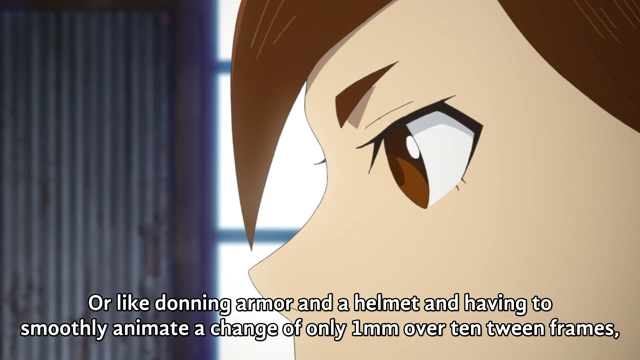 Or like donning armor and a helmet and having to
smoothly animate a change of only 1mm over ten tween frames,